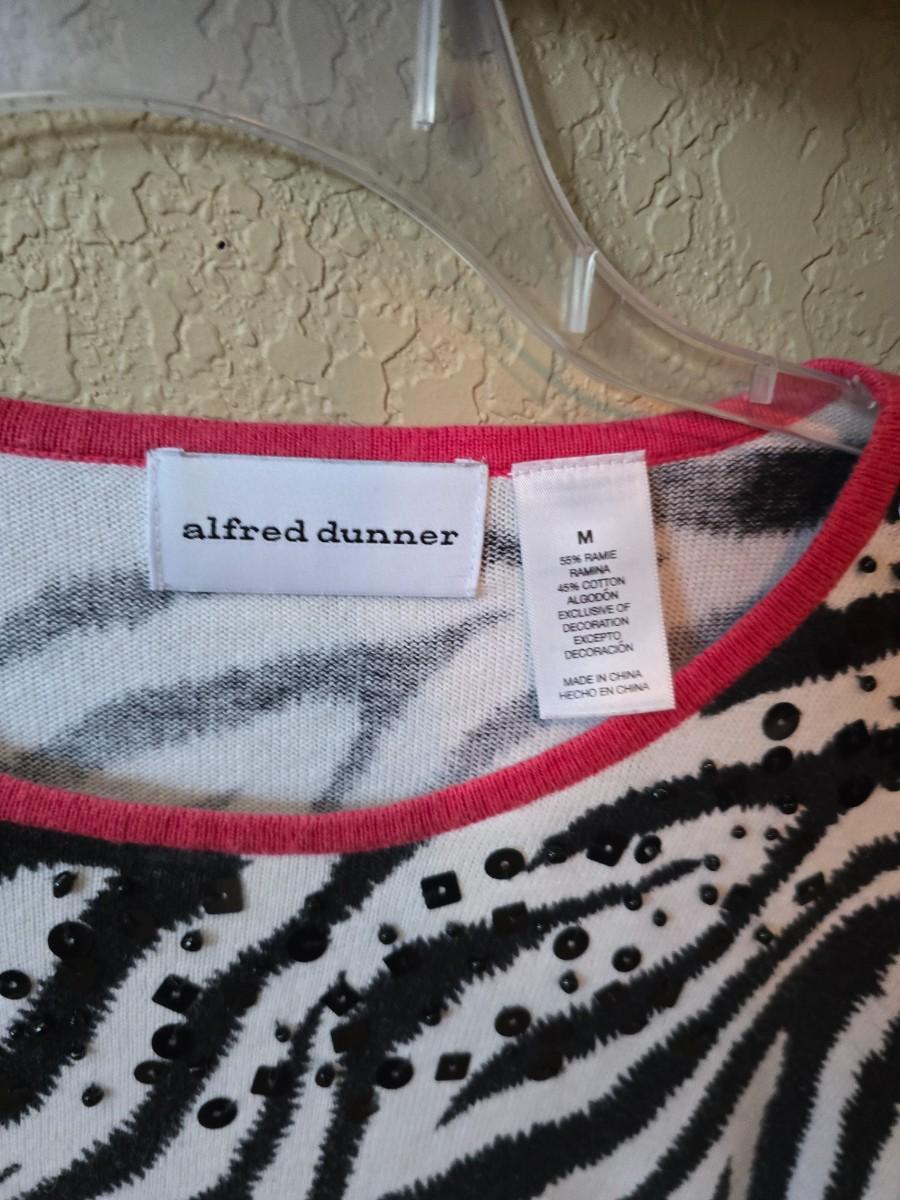 alfred dunner
M
55% RAMIE
RAMINA
45% COTTON
ALGODÓN
EXCLUSIVE OF
DECORATION
EXCEPTO
DECORACIÓN
MADE IN CHINA
HECHO EN CHINA